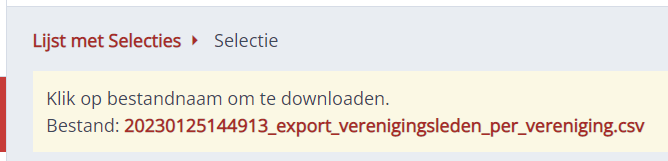 Lijst met Selecties Selectie
Klik op bestandnaam om te downloaden.
Bestand: 20230125144913_export_verenigingsleden_per_vereniging.csv